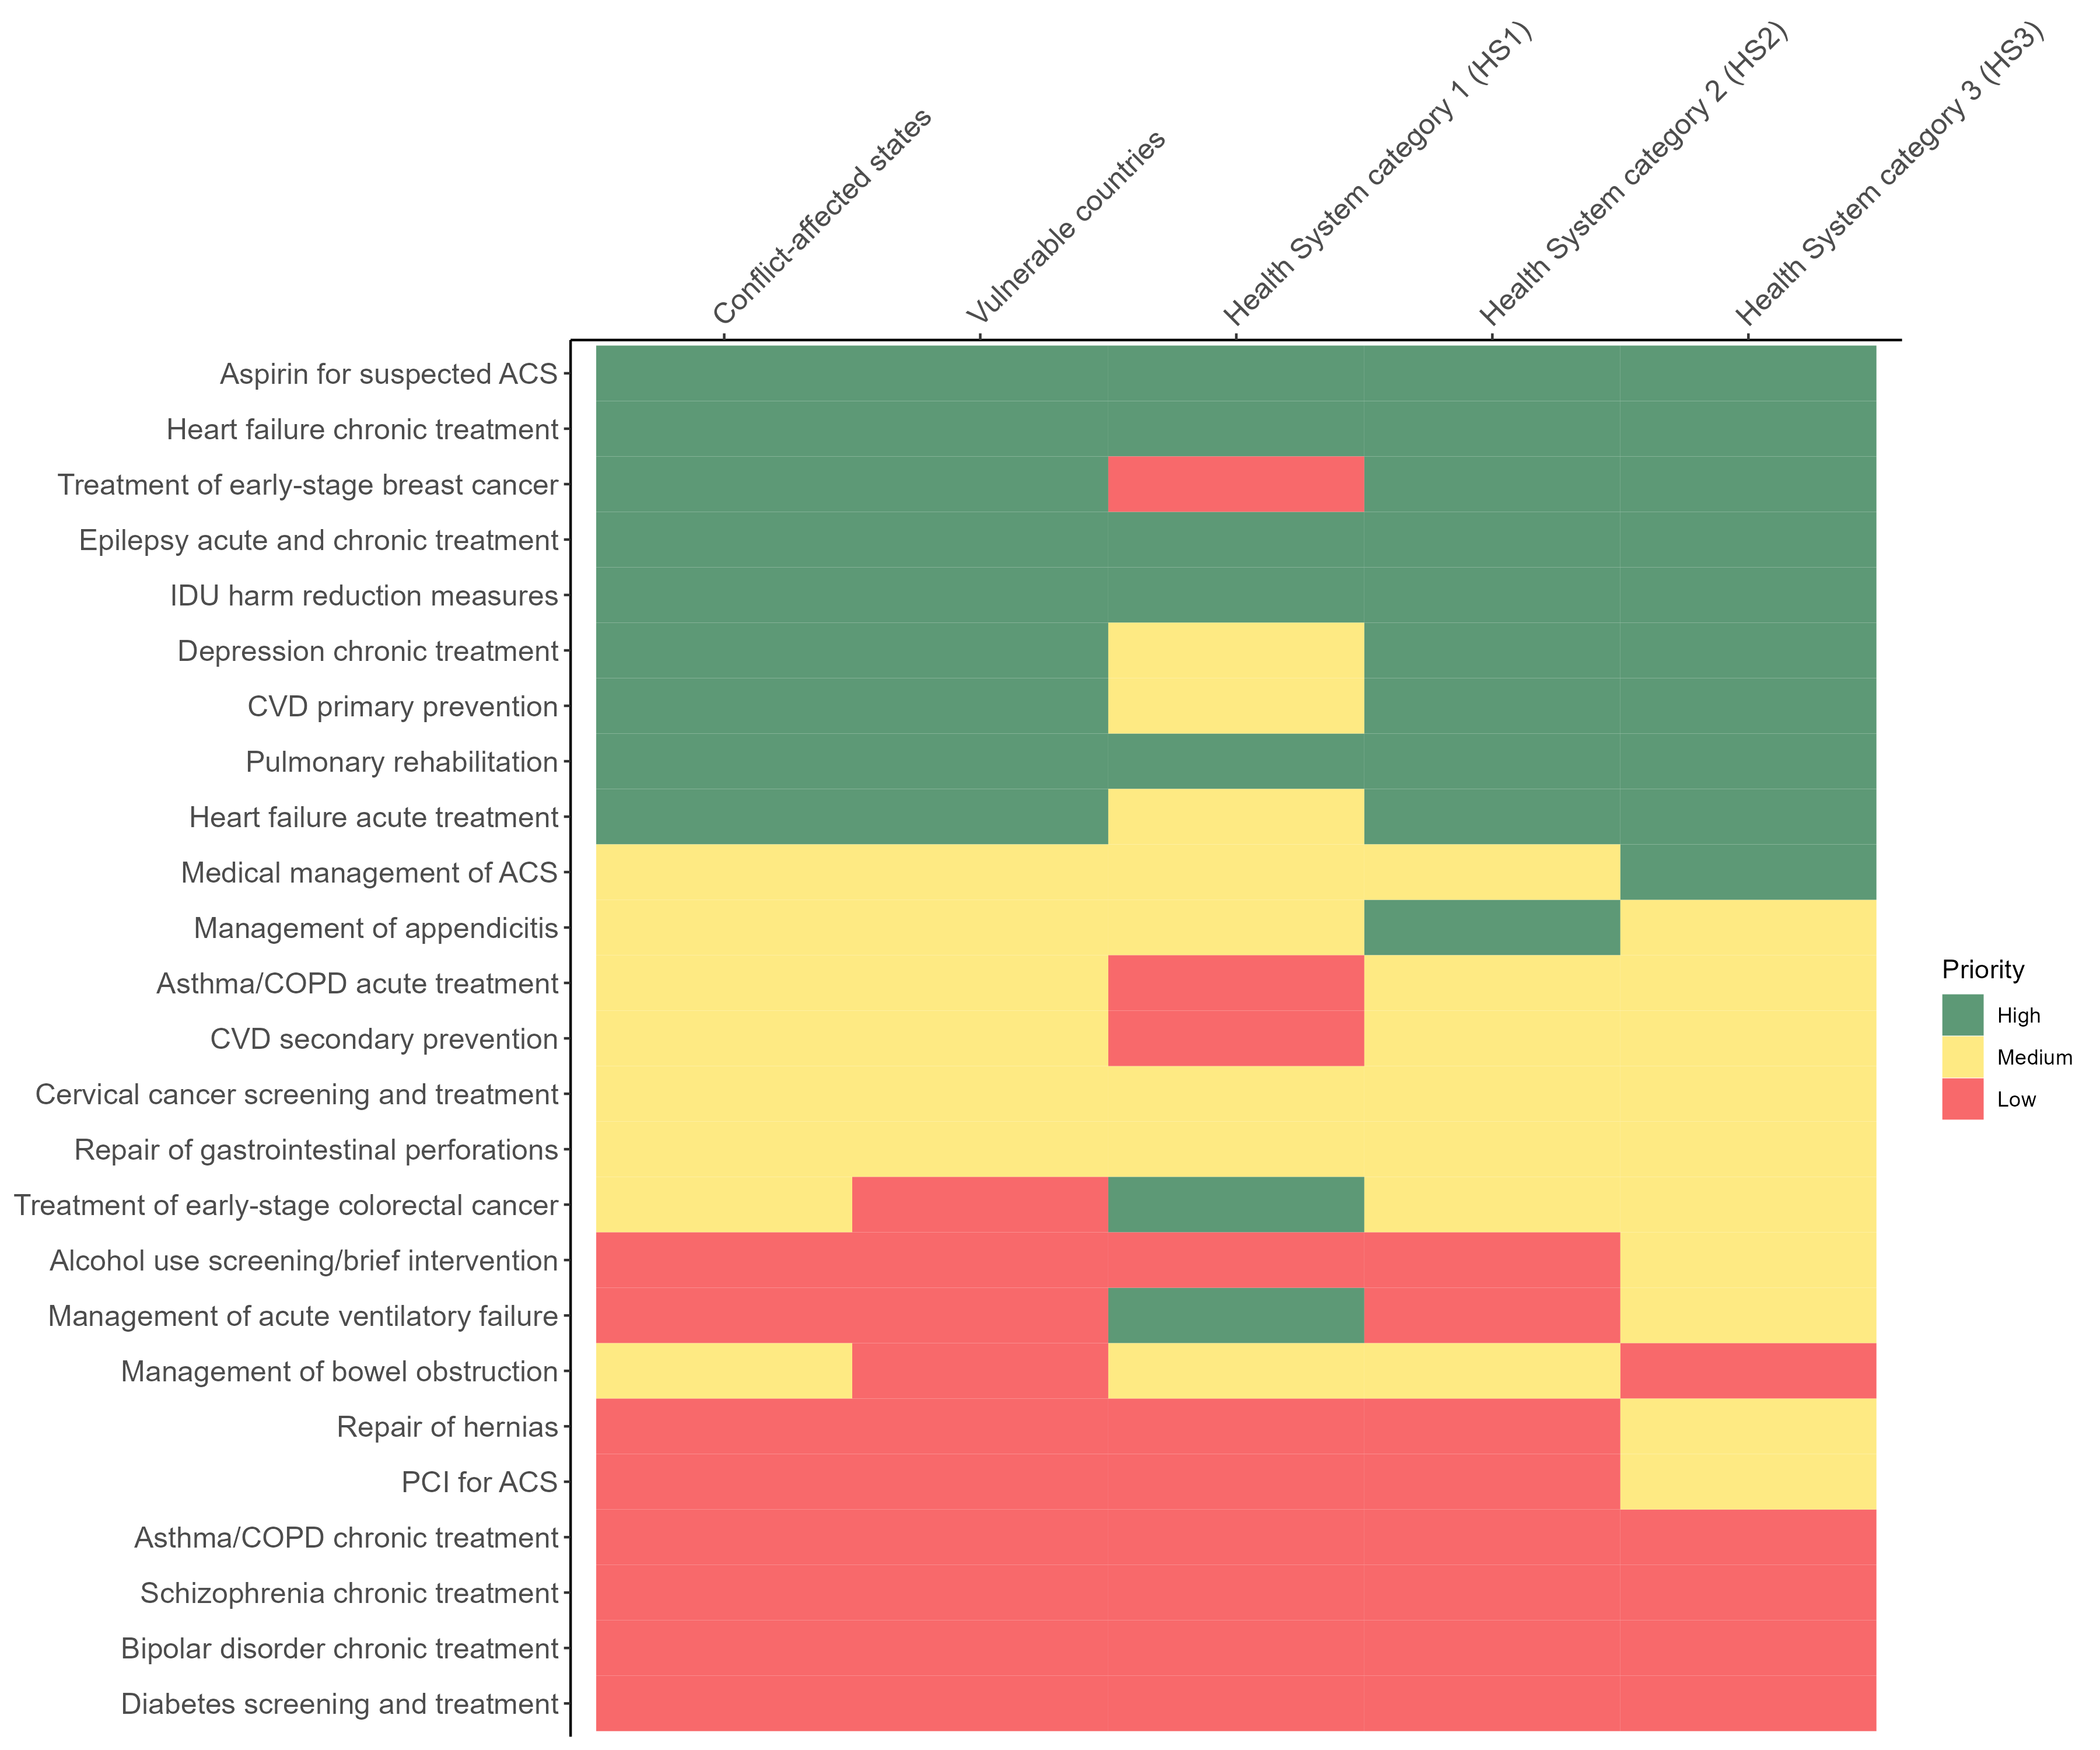 Conflict-affected states
Vulnerable countries
Health System category 1 (HS1)
Health System category 2 (HS2)
Health System category 3 (HS3)
Aspirin for suspected ACS
Heart failure chronic treatment
Treatment of early-stage breast cancer
Epilepsy acute and chronic treatment
IDU harm reduction measures
Depression chronic treatment
CVD primary prevention
Pulmonary rehabilitation
Heart failure acute treatment
Medical management of ACS
Management of appendicitis
Asthma/COPD acute treatment
CVD secondary prevention
Cervical cancer screening and treatment
Repair of gastrointestinal perforations
Treatment of early-stage colorectal cancer
Alcohol use screening/brief intervention
Management of acute ventilatory failure
Management of bowel obstruction
Repair of hernias
PCI for ACS
Asthma/COPD chronic treatment
Schizophrenia chronic treatment
Bipolar disorder chronic treatment
Diabetes screening and treatment
Priority
High
Medium
Low